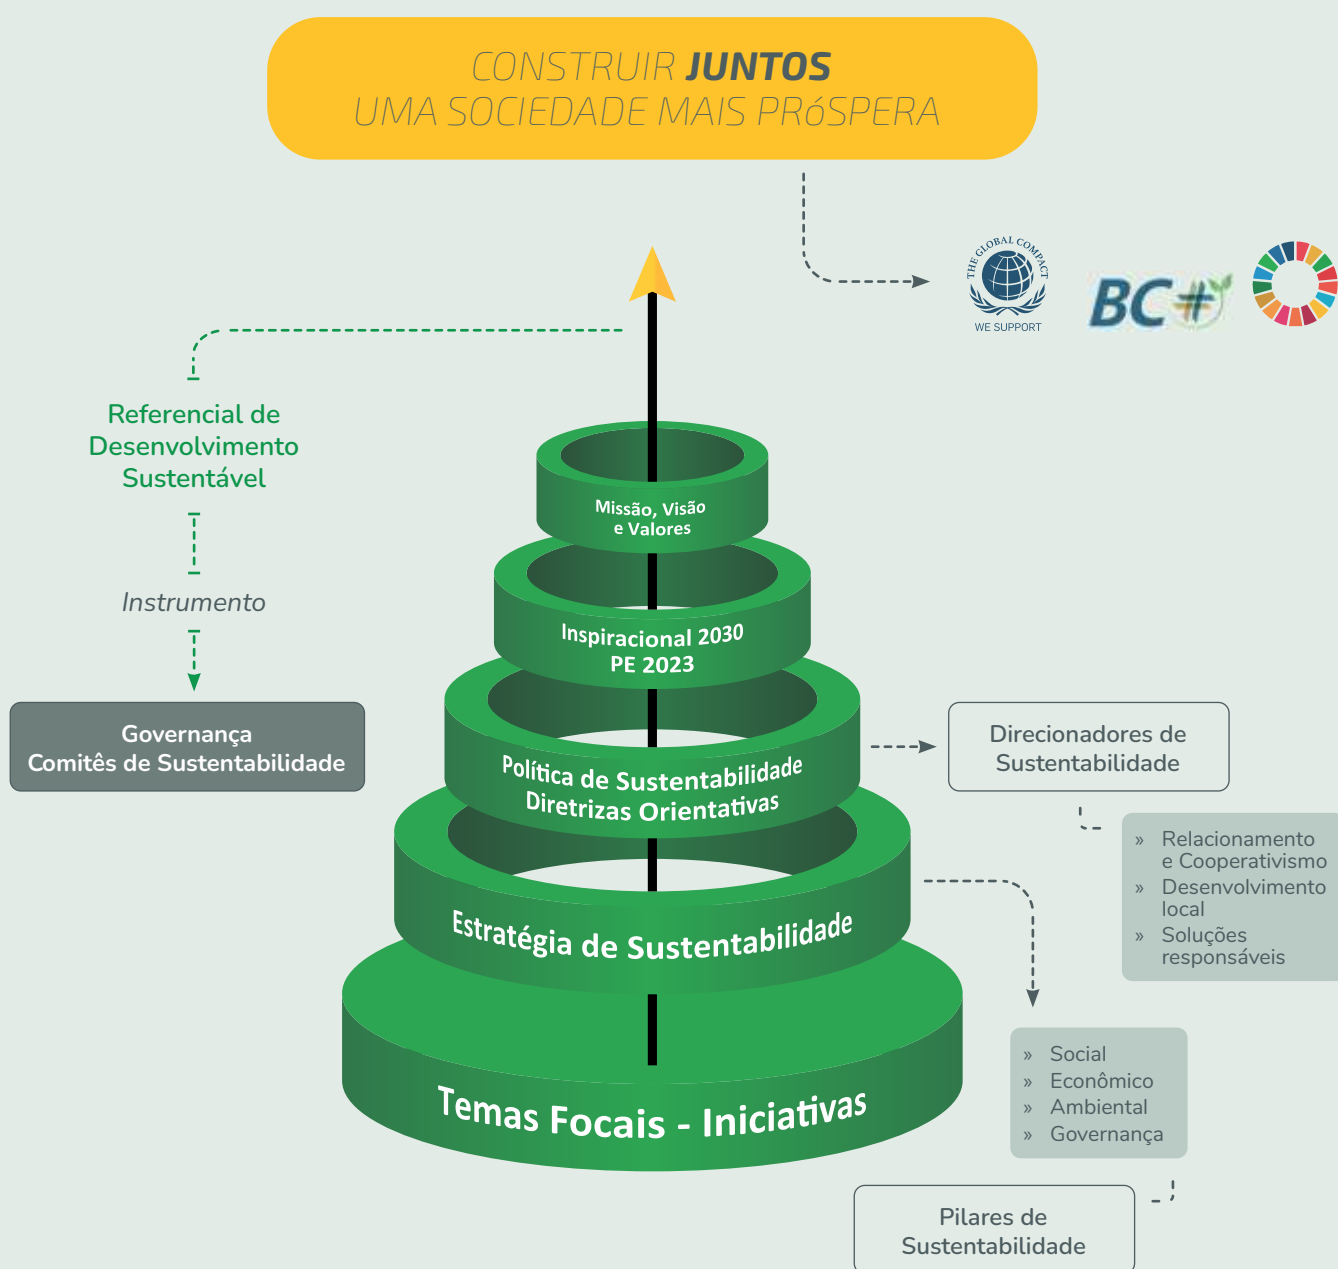 CONSTRUIR JUNTOS
UMA SOCIEDADE MAIS PRóSPERA
THE GLOBAL COMPACT
WE SUPPORT
BC#
Referencial de
Desenvolvimento
Sustentável
Instrumento
Governança
Comitês de Sustentabilidade
Missão, Visão
e Valores
Inspiracional 2030
PE 2023
Política de Sustentabilidade
Diretrizas Orientativas
Estratégia de Sustentabilidade
Temas Focais - Iniciativas
Direcionadores de
Sustentabilidade
» Relacionamento
e Cooperativismo
» Desenvolvimento
local
» Soluções
responsáveis
» Social
» Econômico
» Ambiental
» Governança
Pilares de
Sustentabilidade